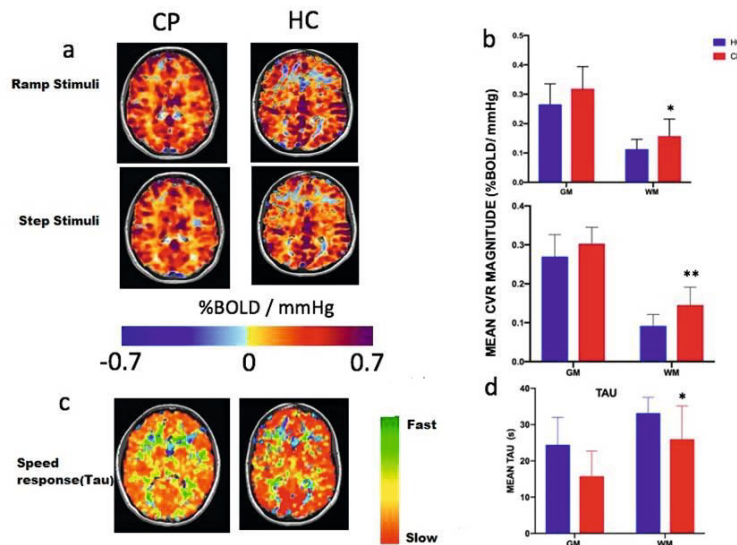 CP HC
a
Ramp Stimuli
Step Stimuli
%BOLD / mmHg
-0.7 0 0.7
c
Speed
response(Tau)
Fast
Slow
b
0.5
0.4
0.3
0.2
0.1
0.0
*
GM WM
MEAN CVR MAGNITUDE (%BOLD/ mmHg)
0.4
0.3
0.2
0.1
0.0
**
GM WM
d
TAU
MEAN TAU (s)
40
30
20
10
0
*
GM WM